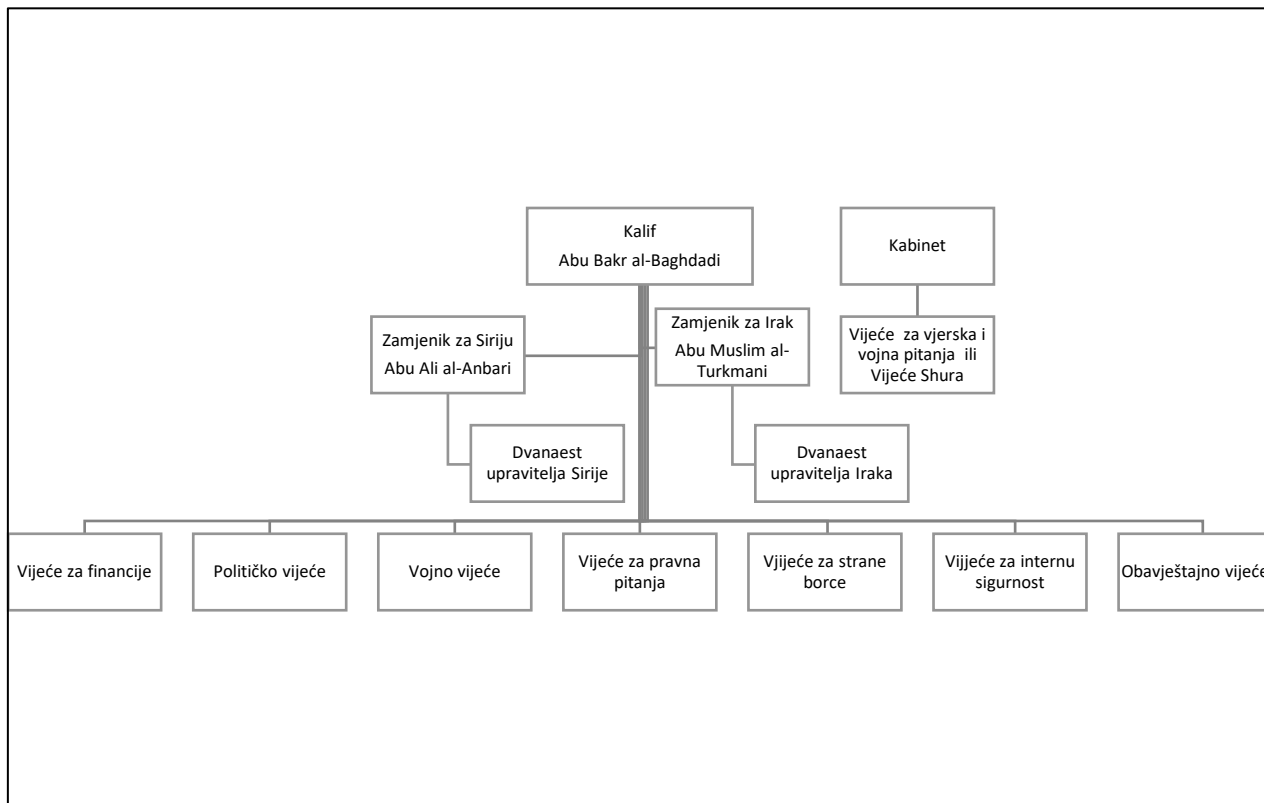 Kalif
Abu Bakr al-Baghdadi
Kabinet
Zamjenik za Siriju
Abu Ali al-Anbari
Zamjenik za Irak
Abu Muslim al-
Turkmani
Vijeće  za vjerska i
vojna pitanja  ili
Vijeće Shura
Dvanaest
upravitelja Sirije
Dvanaest
upravitelja Iraka
Vijeće za financije
Političko vijeće
Vojno vijeće
Vijeće za pravna
pitanja
Vjijeće za strane
borce
Vijjeće za internu
sigurnost
Obavještajno vijeće